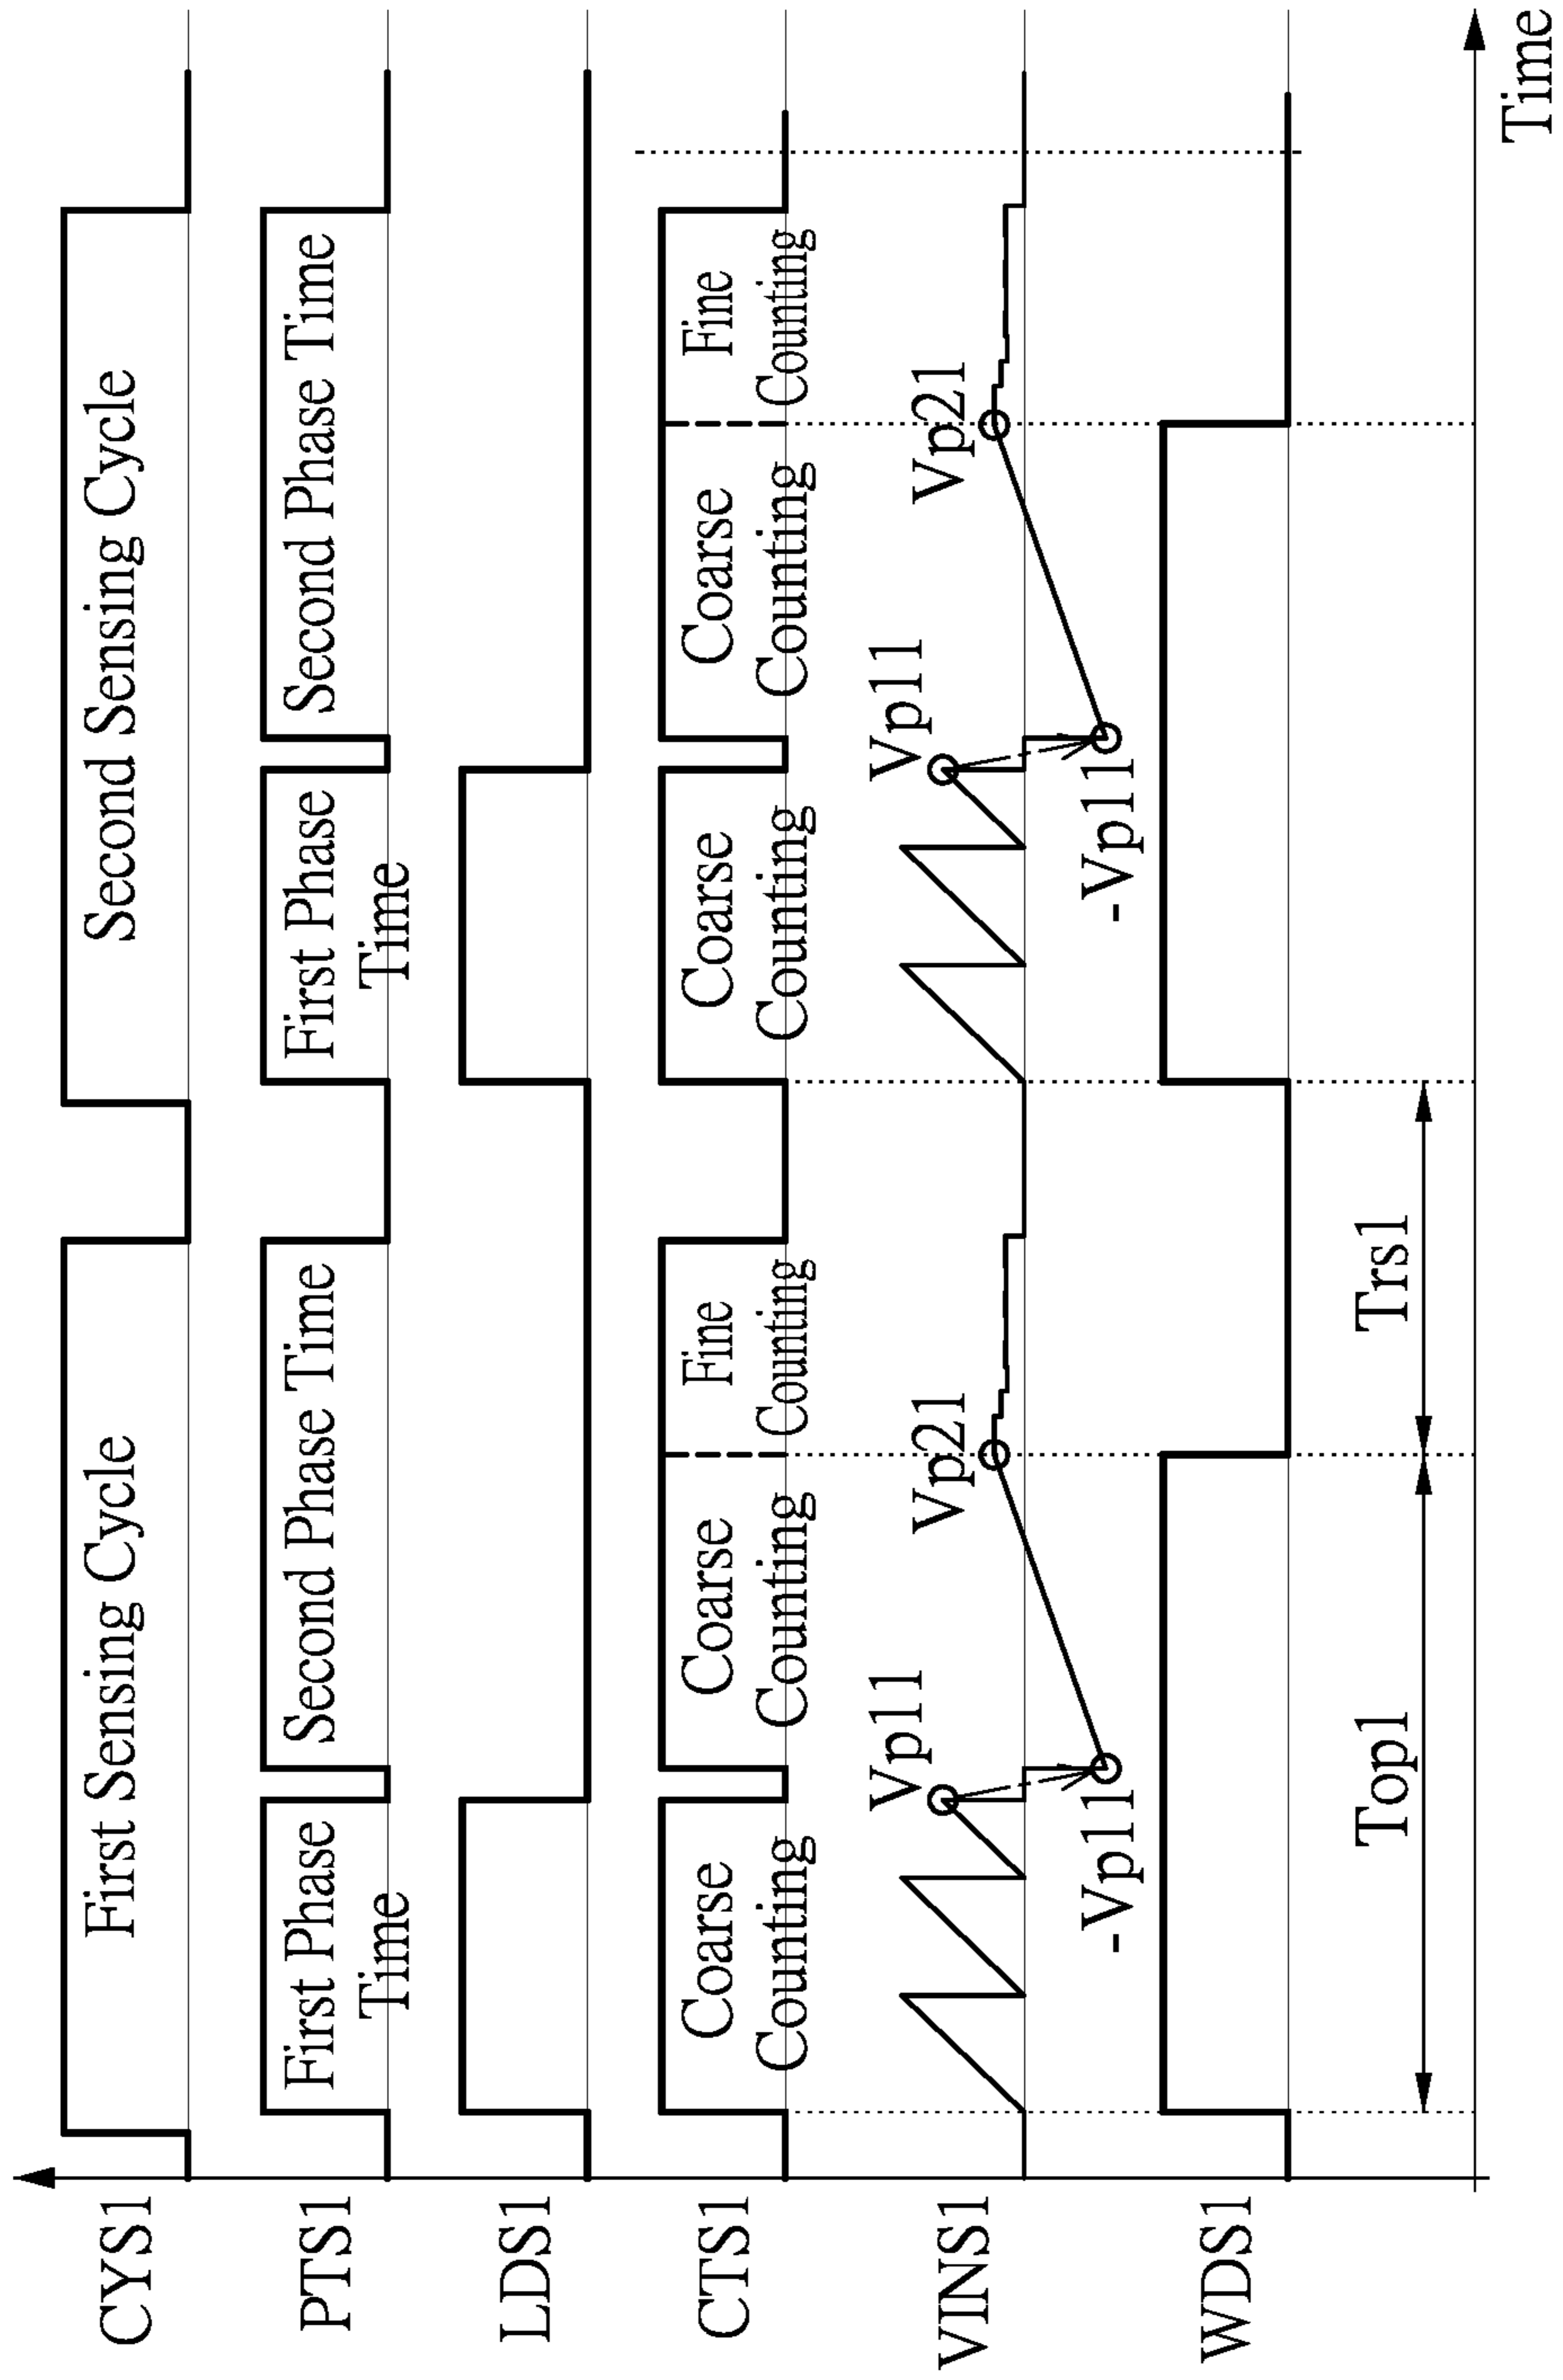 CYS1
First Sensing Cycle
Second Sensing Cycle
PTS1
First Phase
Time
Second Phase Time
First Phase
Time
Second Phase Time
LDS1
CTS1
Coarse
Counting
Coarse
Counting
Fine
Counting
Coarse
Counting
Coarse
Counting
Fine
Counting
VINS1
Vp11
-Vp11
Vp21
Vp11
-Vp11
Vp21
WDS1
Top1
Trs1
Time